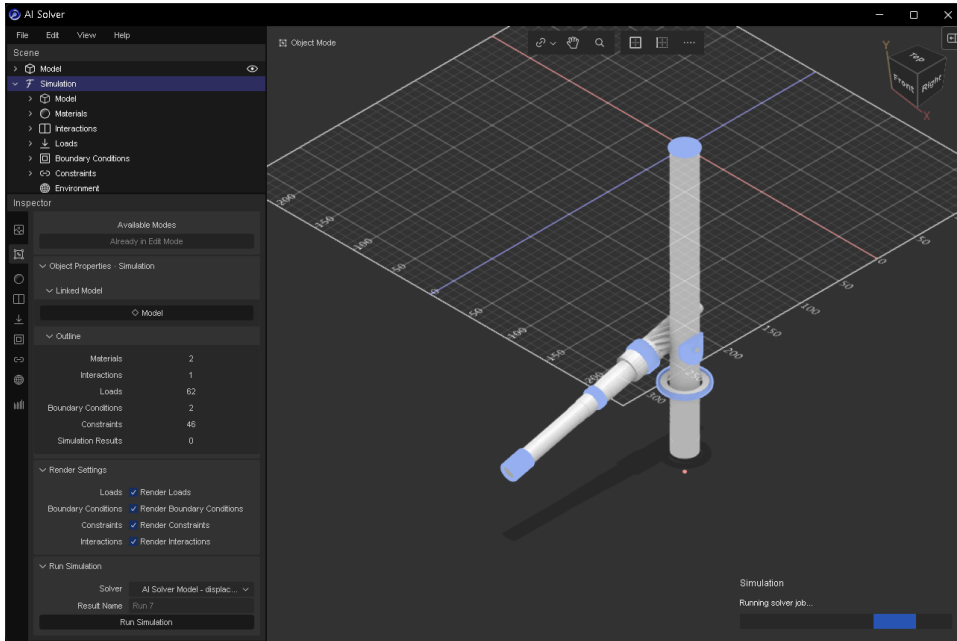 AI Solver
File Edit View Help
Scene
Model
Simulation
Model
Materials
Interactions
Loads
Boundary Conditions
Constraints
Environment
Inspector
Available Modes
Already in Edit Mode
Object Properties - Simulation
Linked Model
Model
Outline
Materials 2
Interactions 1
Loads 62
Boundary Conditions 2
Constraints 46
Simulation Results 0
Render Settings
Loads Render Loads
Boundary Conditions Render Boundary Conditions
Constraints Render Constraints
Interactions Render Interactions
Run Simulation
Solver AI Solver Model - displac...
Result Name Run 7
Run Simulation
Object Mode
Y
Top
Front Right
X
200
150
100
50
0
50
100
150
200
250
300
50
0
50
100
150
200
Simulation
Running solver job...